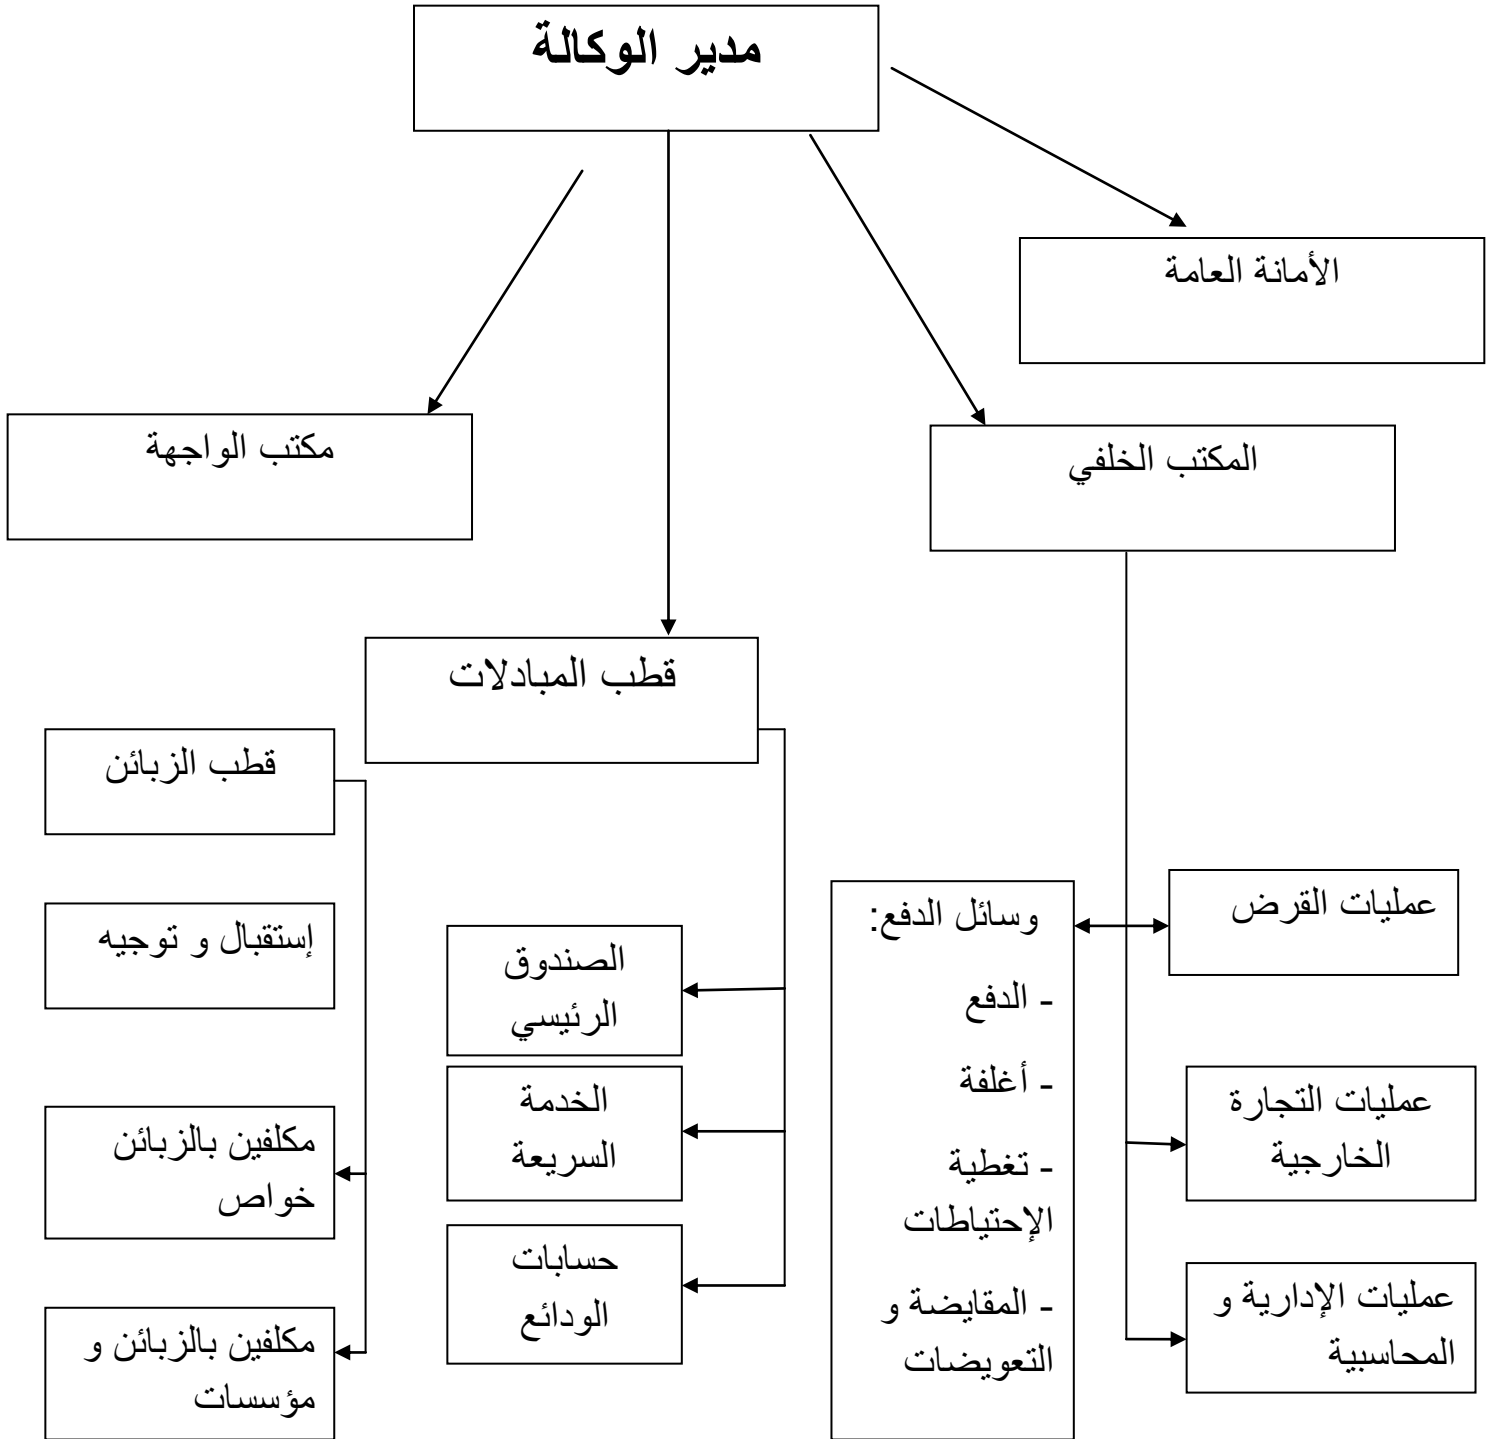 مدير الوكالة
الأمانة العامة
مكتب الواجهة
المكتب الخلفي
قطب المبادلات
قطب الزبائن
عمليات القرض
وسائل الدفع:
- الدفع
- أغلفة
- تغطية
الإحتياطات
- المقايضة و
التعويضات
إستقبال و توجيه
الصندوق
الرئيسي
الخدمة
السريعة
حسابات
الودائع
عمليات التجارة
الخارجية
عمليات الإدارية و
المحاسبية
مكلفين بالزبائن
خواص
مكلفين بالزبائن و
مؤسسات